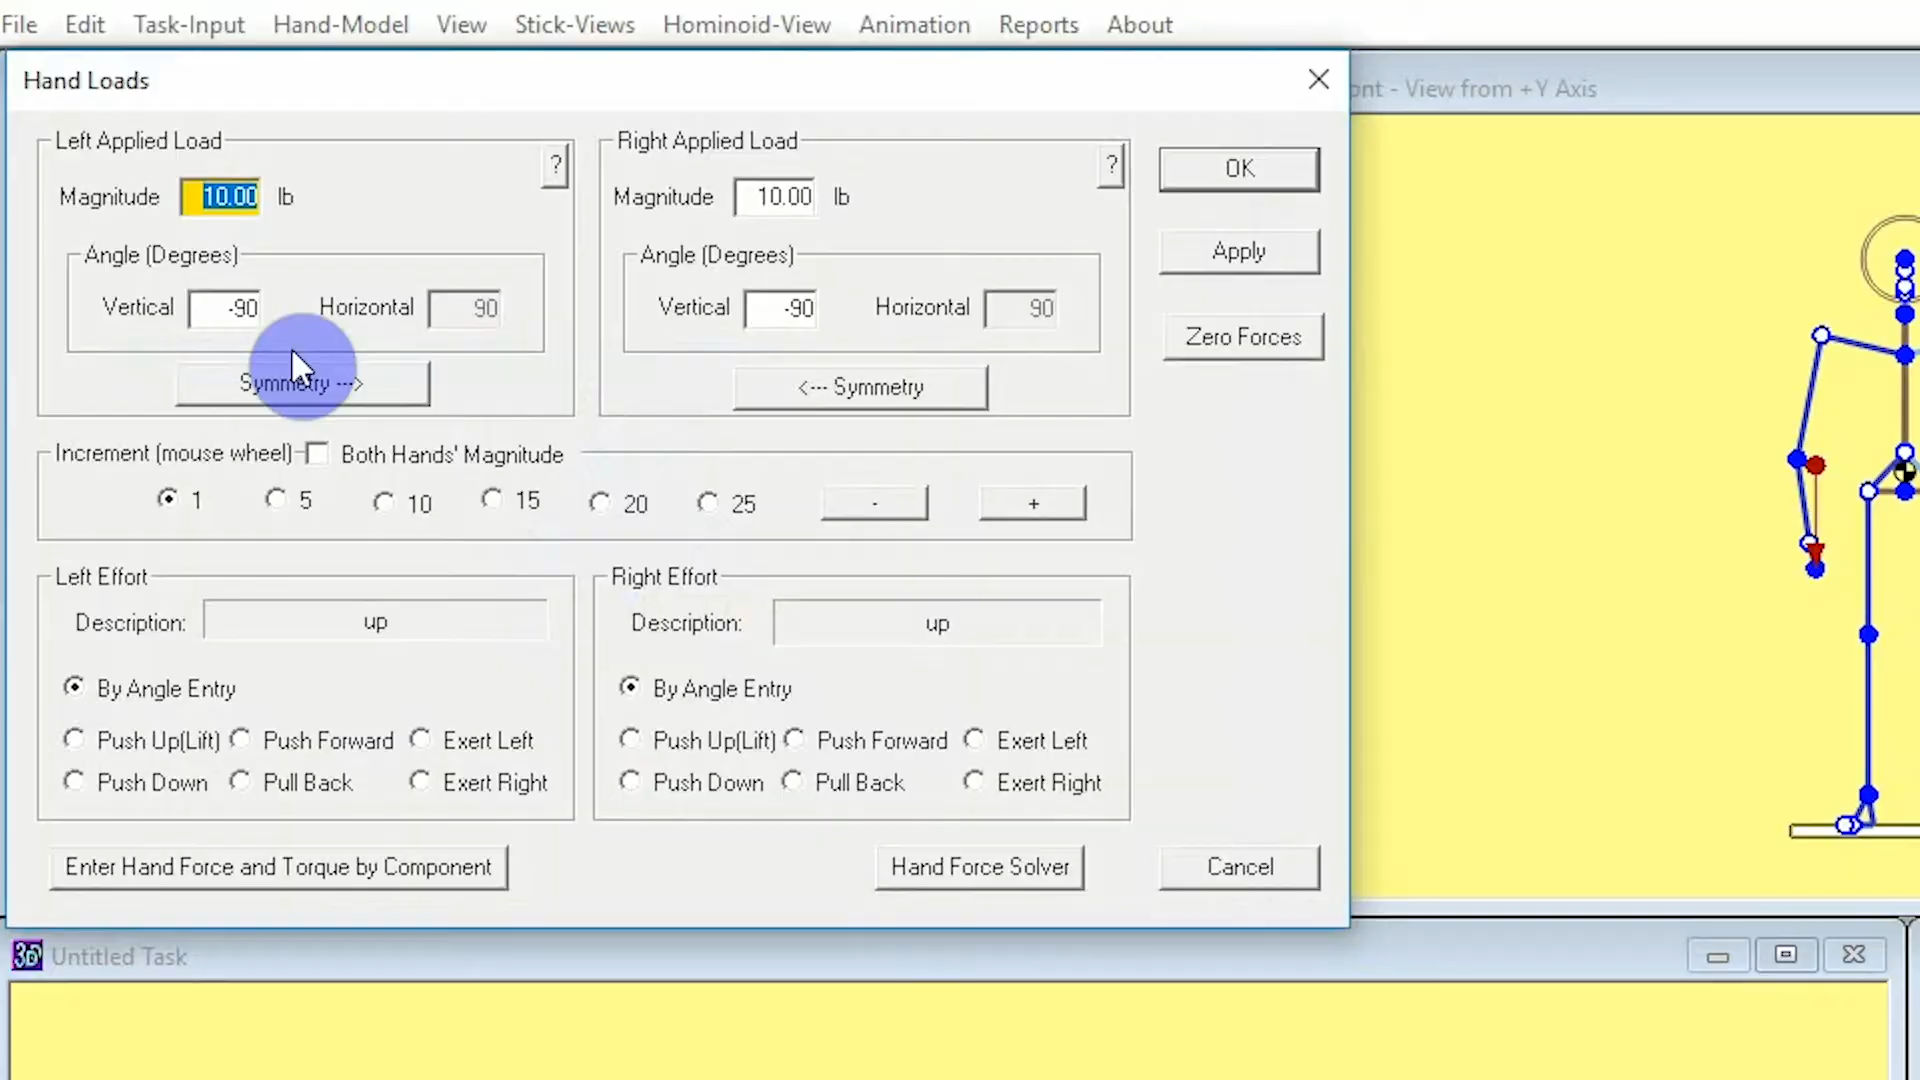 File Edit Task-Input Hand-Model View Stick-Views Hominoid-View Animation Reports About
Hand Loads
ont - View from +Y Axis
Left Applied Load
?
Magnitude 10.00 lb
Angle (Degrees)
Vertical -90 Horizontal 90
Symmetry --->
Right Applied Load
?
Magnitude 10.00 lb
Angle (Degrees)
Vertical -90 Horizontal 90
<--- Symmetry
OK
Apply
Zero Forces
Increment (mouse wheel) Both Hands' Magnitude
1 5 10 15 20 25 - +
Left Effort
Description: up
By Angle Entry
Push Up(Lift) Push Forward Exert Left
Push Down Pull Back Exert Right
Right Effort
Description: up
By Angle Entry
Push Up(Lift) Push Forward Exert Left
Push Down Pull Back Exert Right
Enter Hand Force and Torque by Component Hand Force Solver Cancel
3D Untitled Task